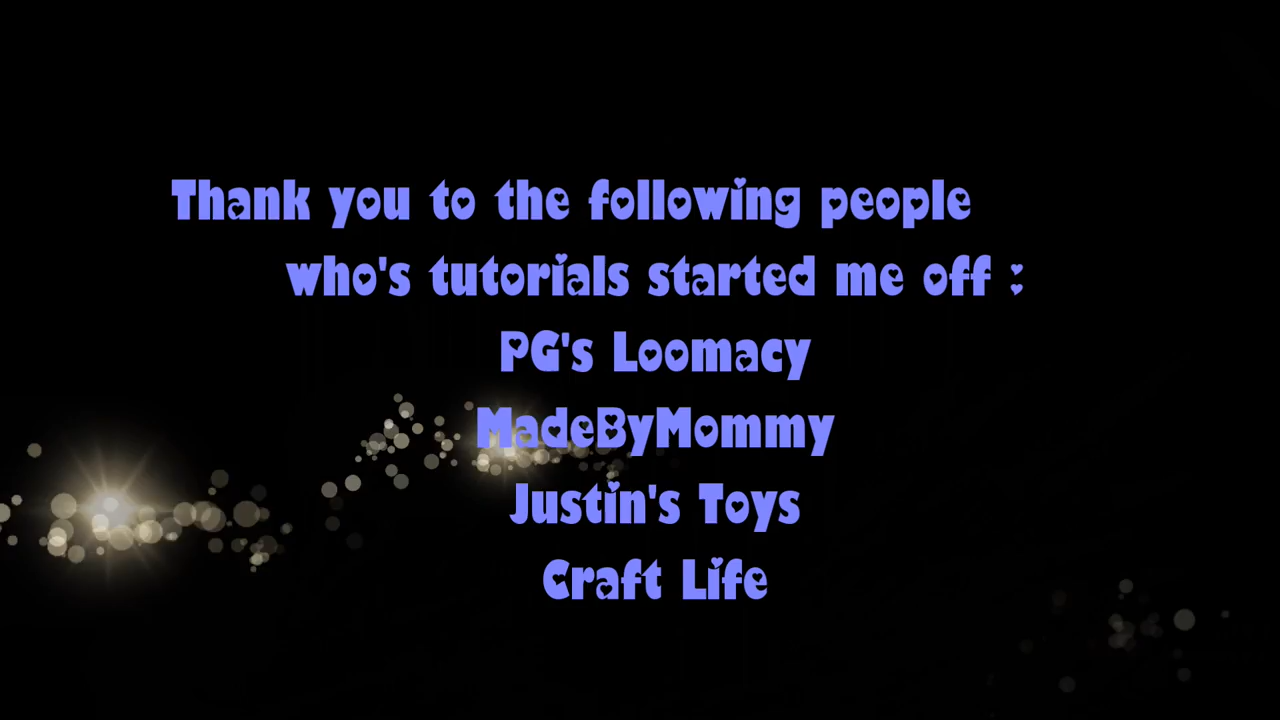 Thank you to the following people
who's tutorials started me off :
PG's Loomacy
MadeByMommy
Justin's Toys
Craft Life